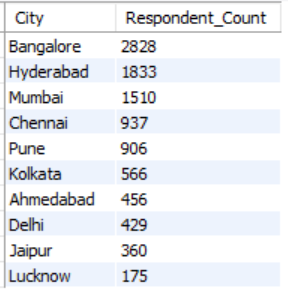 City Respondent_Count
Bangalore 2828
Hyderabad 1833
Mumbai 1510
Chennai 937
Pune 906
Kolkata 566
Ahmedabad 456
Delhi 429
Jaipur 360
Lucknow 175